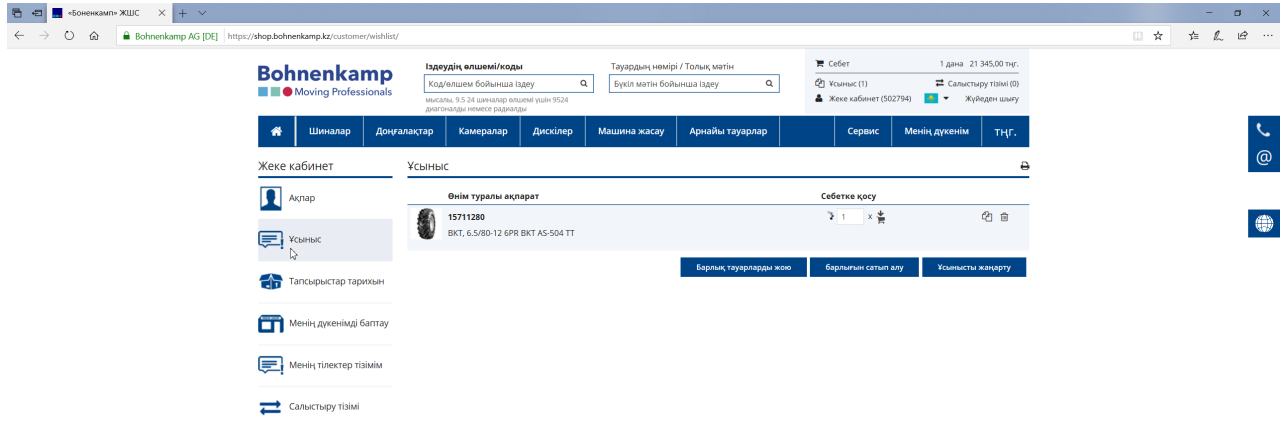 «Боненкамп» ЖШС
Bohnenkamp AG [DE] https://shop.bohnenkamp.kz/customer/wishlist/
Bohnenkamp
Moving Professionals
Іздеудің өлшемі/коды
Код/өлшем бойынша іздеу
мысалы, 9.5 24 шиналар өлшемі үшін 9524
диагоналды немесе радиалды
Тауардың нөмірі / Толық мәтін
Бүкіл мәтін бойынша іздеу
Себет 1 дана 21 345,00 тңг.
Ұсыныс (1) Салыстыру тізімі (0)
Жеке кабинет (502794) Жүйеден шығу
Шиналар Доңғалақтар Камералар Дискілер Машина жасау Арнайы тауарлар Сервис Менің дүкенім ТҢГ.
Жеке кабинет
Ақпар
Ұсыныс
Тапсырыстар тарихын
Менің дүкенімді баптау
Менің тілектер тізімім
Салыстыру тізімі
Ұсыныс
Өнім туралы ақпарат Себетке қосу
15711280 1 x
BKT, 6.5/80-12 6PR BKT AS-504 TT
Барлық тауарларды жою барлығын сатып алу Ұсынысты жаңарту